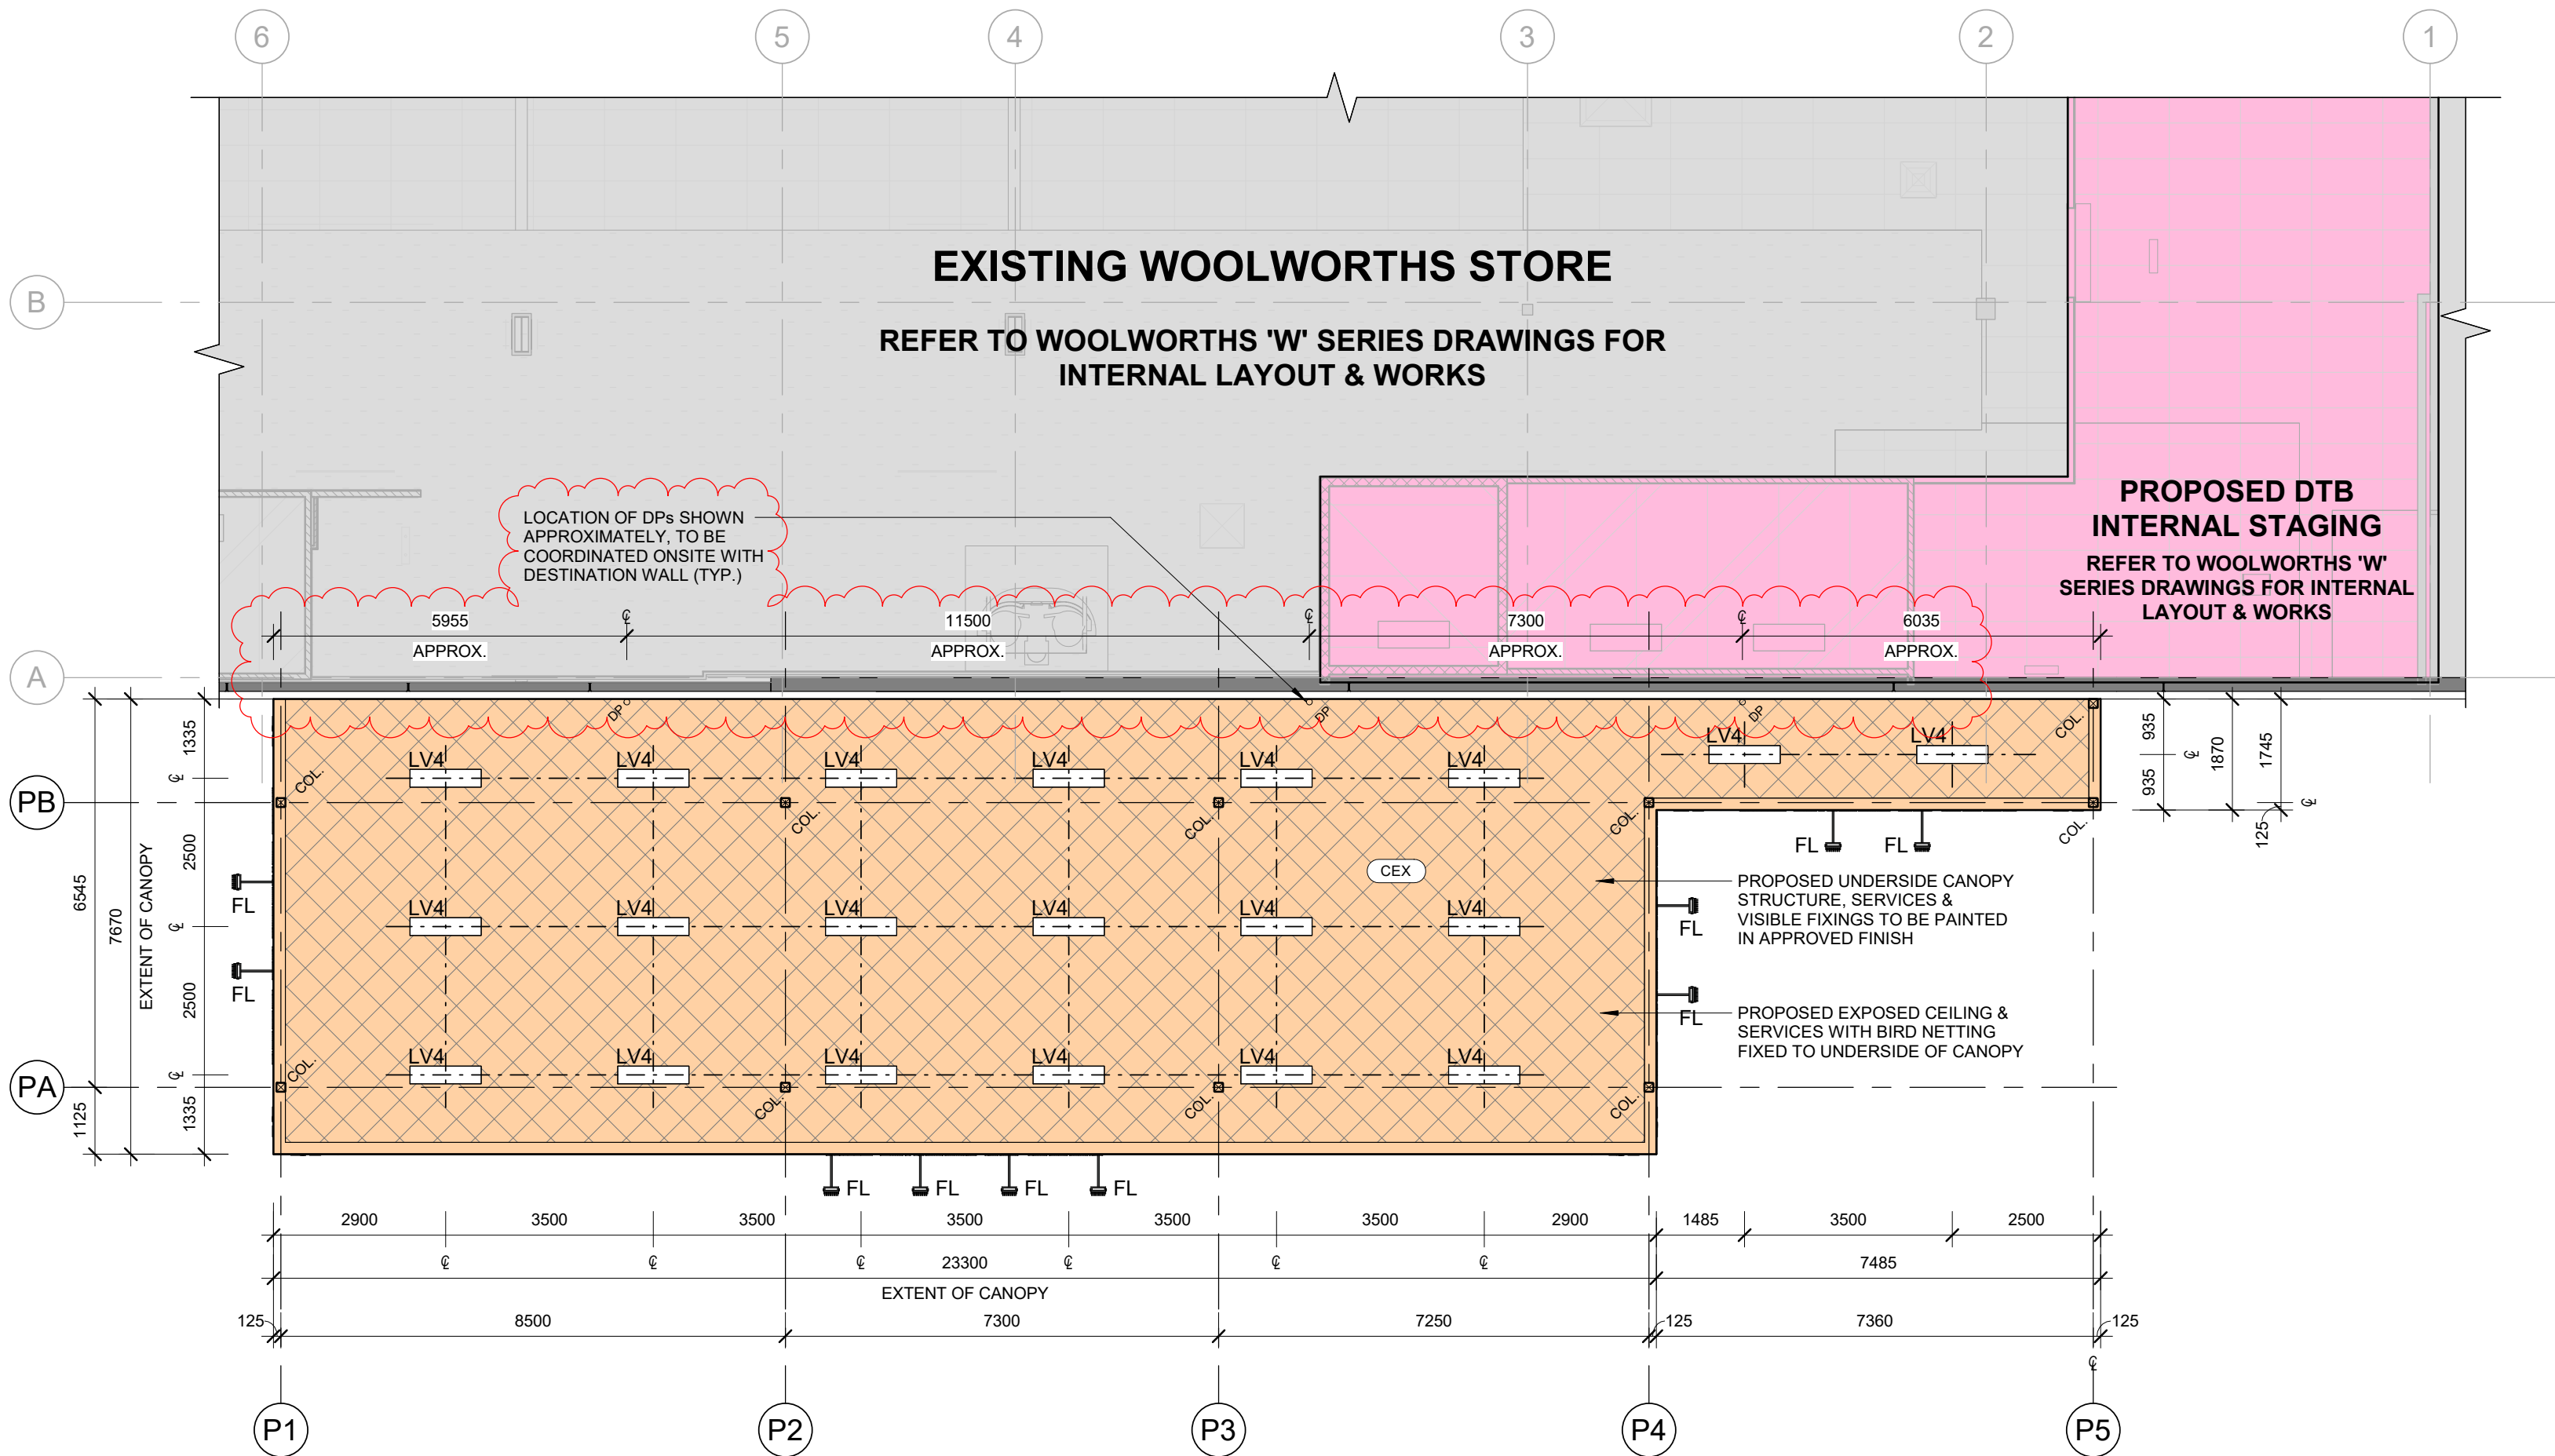 6 5 4 3 2 1
B
EXISTING WOOLWORTHS STORE
REFER TO WOOLWORTHS 'W' SERIES DRAWINGS FOR
INTERNAL LAYOUT & WORKS
PROPOSED DTB
INTERNAL STAGING
REFER TO WOOLWORTHS 'W'
SERIES DRAWINGS FOR INTERNAL
LAYOUT & WORKS
LOCATION OF DPs SHOWN
APPROXIMATELY, TO BE
COORDINATED ONSITE WITH
DESTINATION WALL (TYP.)
5955 ℄ 11500 ℄ 7300 ℄ 6035
APPROX. APPROX. APPROX. APPROX.
A
DP DP DP COL.
1335 935 ℄ 935 1870 1745 125 ℄
LV4 LV4
LV4 LV4 LV4 LV4 LV4 LV4
℄
COL.
PB
COL. COL. COL. COL.
FL FL
2500
6545
7670
EXTENT OF CANOPY
CEX
FL
FL
PROPOSED UNDERSIDE CANOPY
STRUCTURE, SERVICES &
VISIBLE FIXINGS TO BE PAINTED
IN APPROVED FINISH
LV4 LV4 LV4 LV4 LV4 LV4
℄
FL
FL
2500
PROPOSED EXPOSED CEILING &
SERVICES WITH BIRD NETTING
FIXED TO UNDERSIDE OF CANOPY
LV4 LV4 LV4 LV4 LV4 LV4
℄
COL.
PA
COL. COL. COL.
1125
1335
FL FL FL FL
2900 3500 3500 3500 3500 3500 2900 1485 3500 2500
℄ ℄ ℄ 23300 ℄ ℄ ℄ 7485
EXTENT OF CANOPY
125 8500 7300 7250 125 7360 125
℄
P1 P2 P3 P4 P5